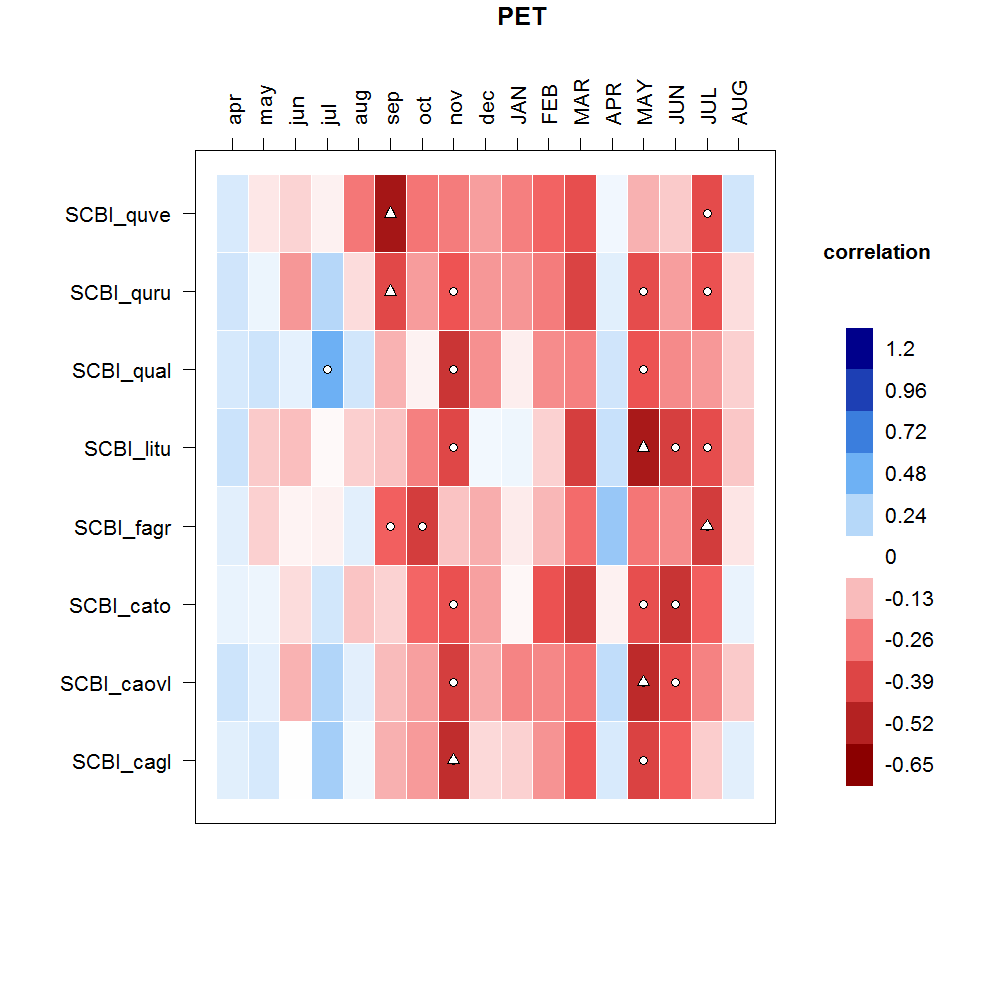 PET
apr may jun jul aug sep oct nov dec JAN FEB MAR APR MAY JUN JUL AUG
SCBI_quve
SCBI_quru
SCBI_qual
SCBI_litu
SCBI_fagr
SCBI_cato
SCBI_caovl
SCBI_cagl
correlation
1.2
0.96
0.72
0.48
0.24
0
-0.13
-0.26
-0.39
-0.52
-0.65